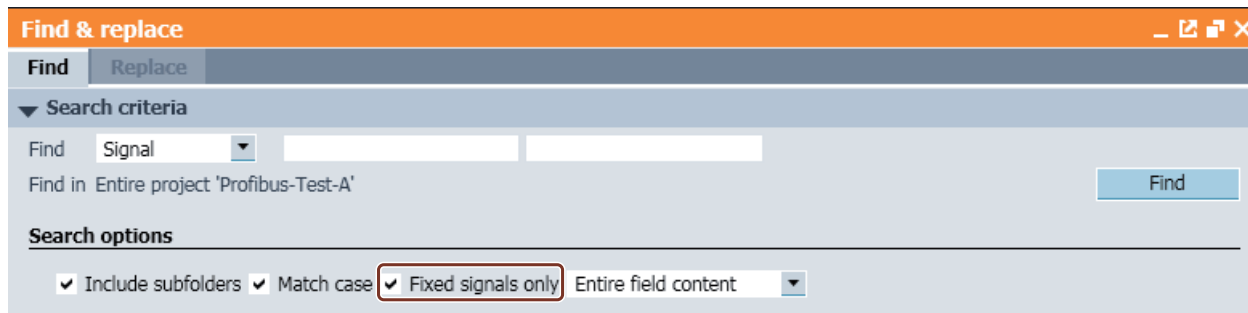 Find & replace
Find Replace
Search criteria
Find Signal
Find in Entire project 'Profibus-Test-A' Find
Search options
Include subfolders Match case Fixed signals only Entire field content